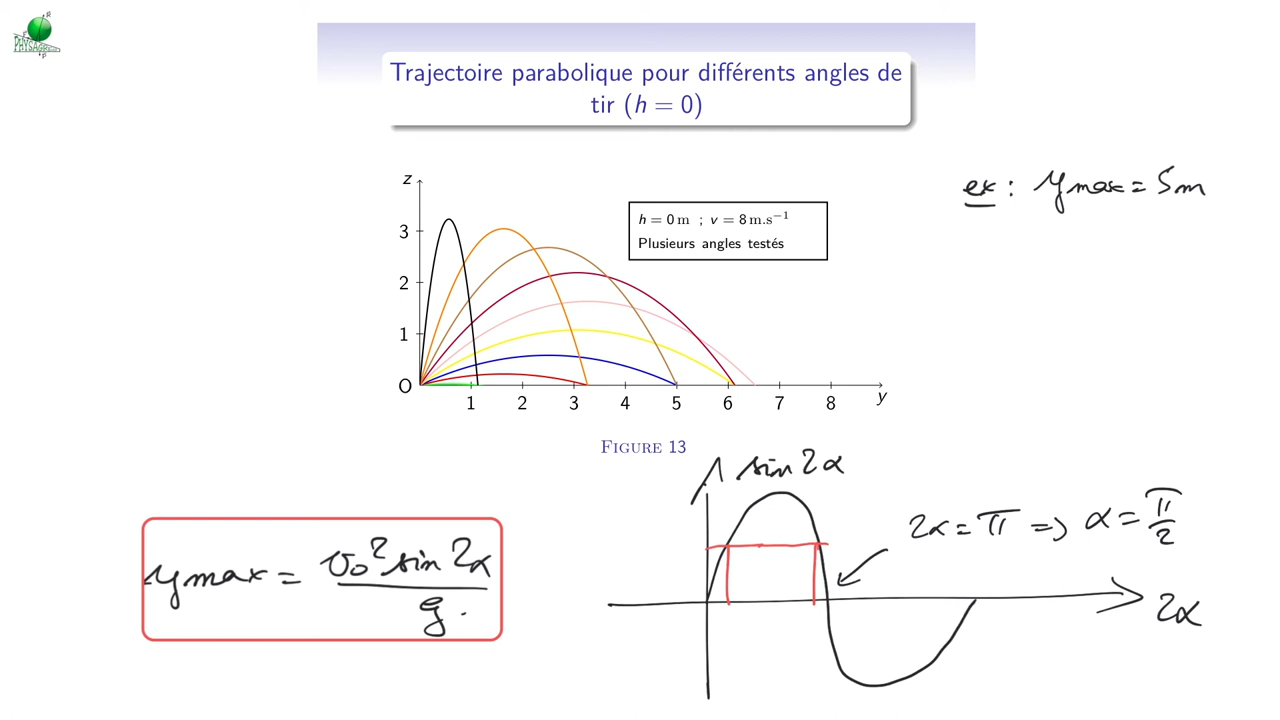 PHYSAGREG
Trajectoire parabolique pour différents angles de
tir (h = 0)
ex : ymax = 5m
z
h = 0 m ; v = 8 m.s⁻¹
Plusieurs angles testés
3
2
1
O
1 2 3 4 5 6 7 8
y
FIGURE 13
sin 2α
2α = π => α = π/2
ymax = v₀² sin 2α / g.
2α